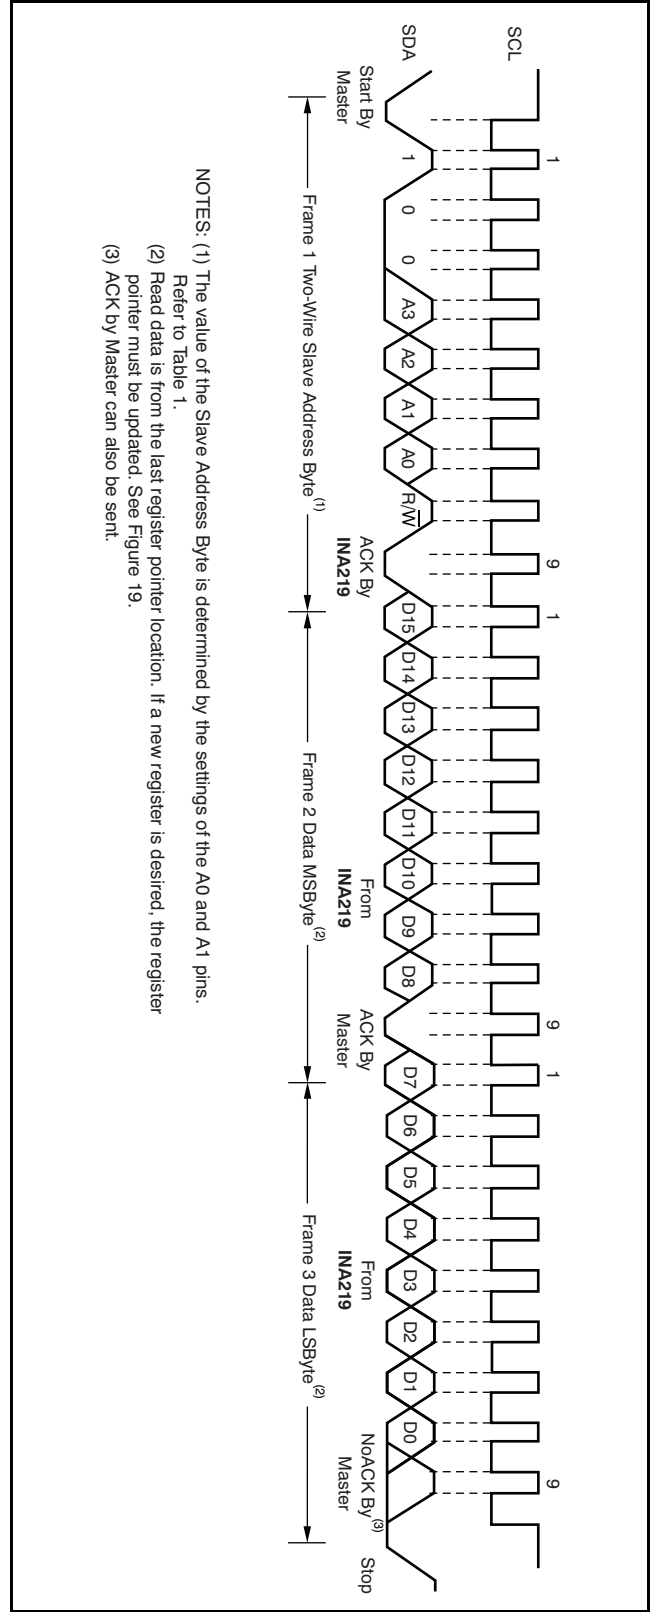 1 9 1 9 1 9
SCL
SDA
1 0 0 A3 A2 A1 A0 R/W D15 D14 D13 D12 D11 D10 D9 D8 D7 D6 D5 D4 D3 D2 D1 D0
Start By
Master
ACK By
INA219
From
INA219
ACK By
Master
From
INA219
NoACK By(3)
Master
Stop
Frame 1 Two-Wire Slave Address Byte(1)
Frame 2 Data MSByte(2)
Frame 3 Data LSByte(2)
NOTES: (1) The value of the Slave Address Byte is determined by the settings of the A0 and A1 pins.
Refer to Table 1.
(2) Read data is from the last register pointer location. If a new register is desired, the register
pointer must be updated. See Figure 19.
(3) ACK by Master can also be sent.